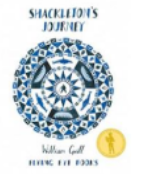 SHACKLETON'S
JOURNEY
William Grill
FLYING EYE BOOKS